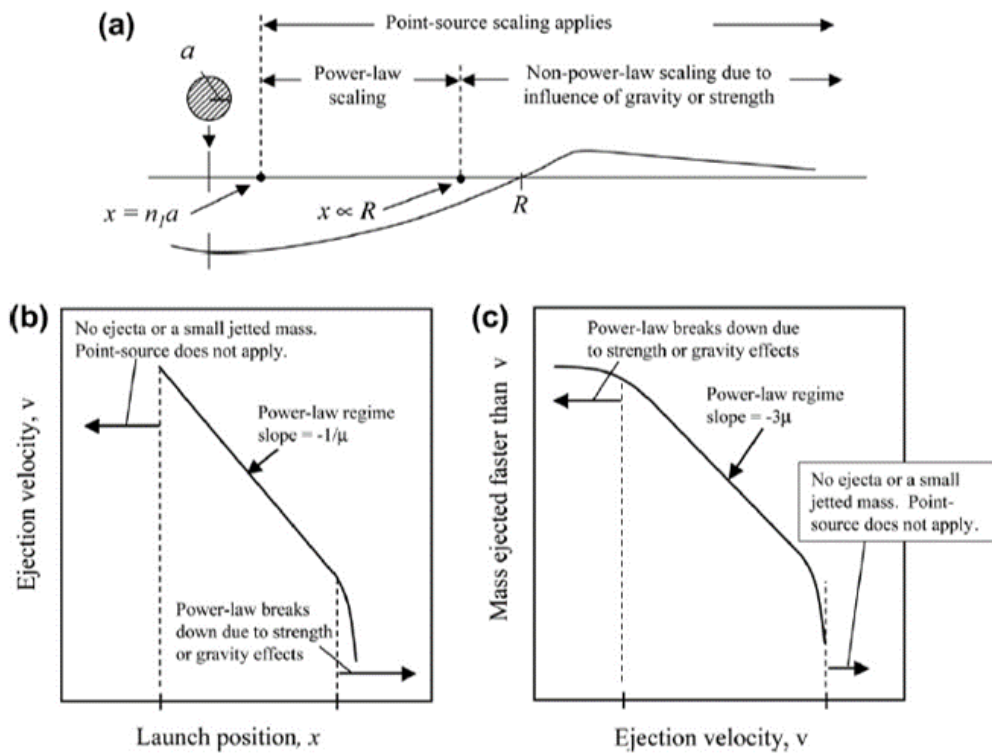 (a)
Point-source scaling applies
a
Power-law
scaling
Non-power-law scaling due to
influence of gravity or strength
x = n₁a
x ∝ R
R
(b)
No ejecta or a small jetted mass.
Point-source does not apply.
Power-law regime
slope = -1/μ
Power-law breaks
down due to strength
or gravity effects
Ejection velocity, v
Launch position, x
(c)
Power-law breaks down due
to strength or gravity effects
Power-law regime
slope = -3μ
No ejecta or a small
jetted mass. Point-
source does not apply.
Mass ejected faster than v
Ejection velocity, v